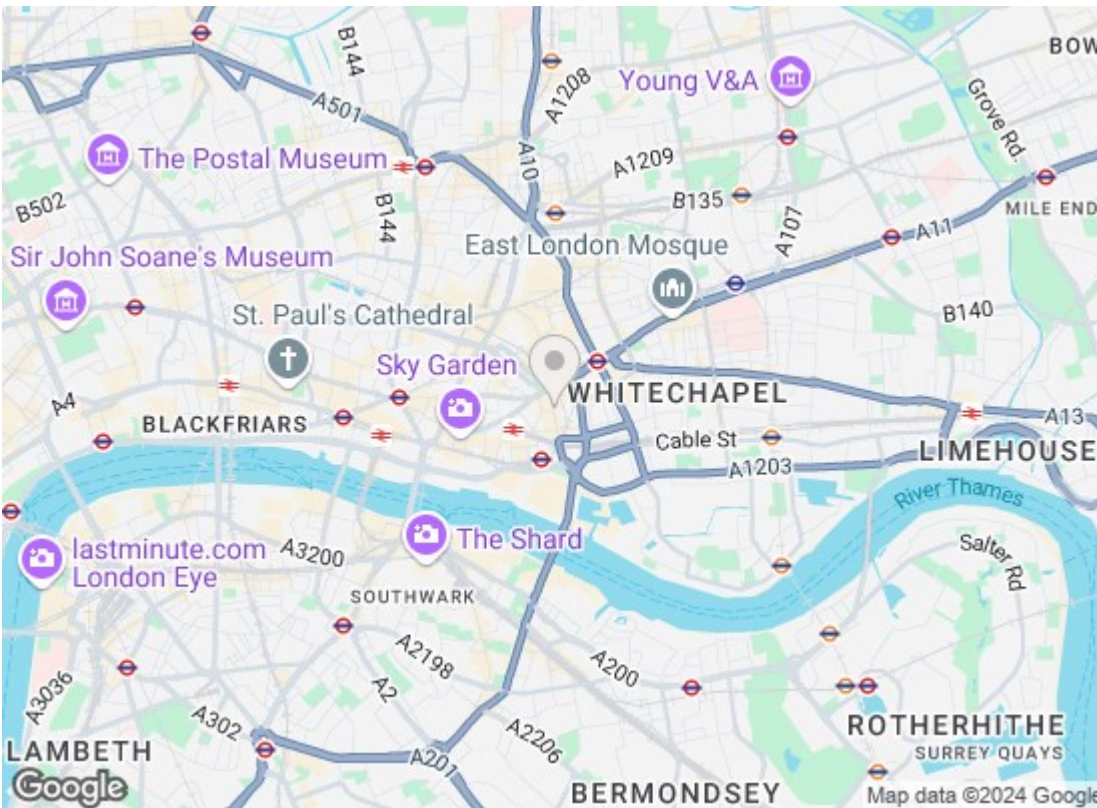 B144
BOW
Young V&A
A1208
A501
Grove Rd.
The Postal Museum
A10
A1209
B502
B144
B135
A107
MILE END
A11
East London Mosque
Sir John Soane's Museum
B140
St. Paul's Cathedral
Sky Garden
WHITECHAPEL
A4
A13
BLACKFRIARS
Cable St
LIMEHOUSE
A1203
River Thames
The Shard
lastminute.com
London Eye
A3200
Salter Rd
SOUTHWARK
A2198
A200
A3036
A2
A302
A2206
ROTHERHITHE
SURREY QUAYS
LAMBETH
A201
Google
BERMONDSEY
Map data ©2024 Google